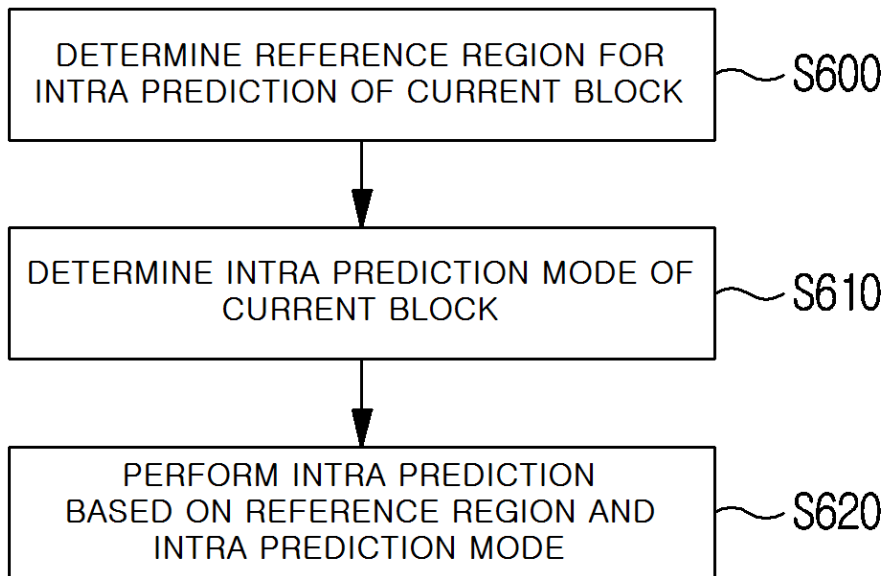 DETERMINE REFERENCE REGION FOR
INTRA PREDICTION OF CURRENT BLOCK
S600
DETERMINE INTRA PREDICTION MODE OF
CURRENT BLOCK
S610
PERFORM INTRA PREDICTION
BASED ON REFERENCE REGION AND
INTRA PREDICTION MODE
S620